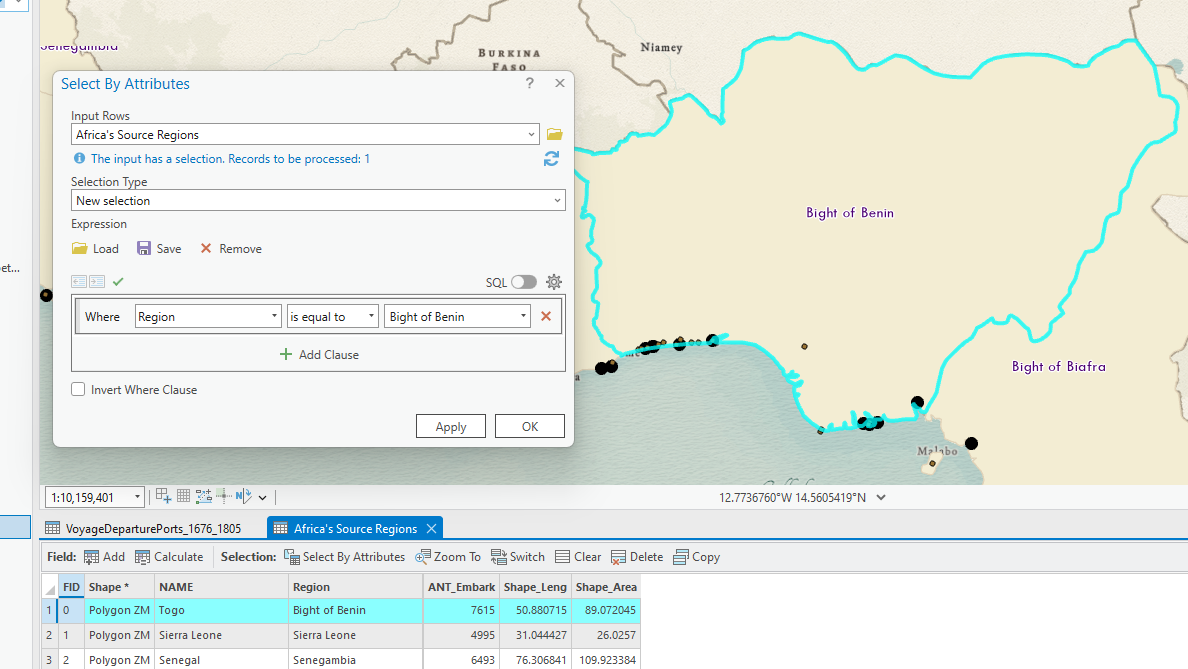 Senegambia
BURKINA
FASO
Niamey
Select By Attributes
?
Input Rows
Africa's Source Regions
The input has a selection. Records to be processed: 1
Selection Type
New selection
Expression
Load Save Remove
SQL
Where Region is equal to Bight of Benin
Add Clause
Invert Where Clause
Apply OK
et...
Bight of Benin
Bight of Biafra
Malabo
1:10,159,401
N
12.7736760°W 14.5605419°N
VoyageDeparturePorts_1676_1805 Africa's Source Regions
Field: Add Calculate Selection: Select By Attributes Zoom To Switch Clear Delete Copy
FID Shape * NAME Region ANT_Embark Shape_Leng Shape_Area
1 0 Polygon ZM Togo Bight of Benin 7615 50.880715 89.072045
2 1 Polygon ZM Sierra Leone Sierra Leone 4995 31.044427 26.0257
3 2 Polygon ZM Senegal Senegambia 6493 76.306841 109.923384